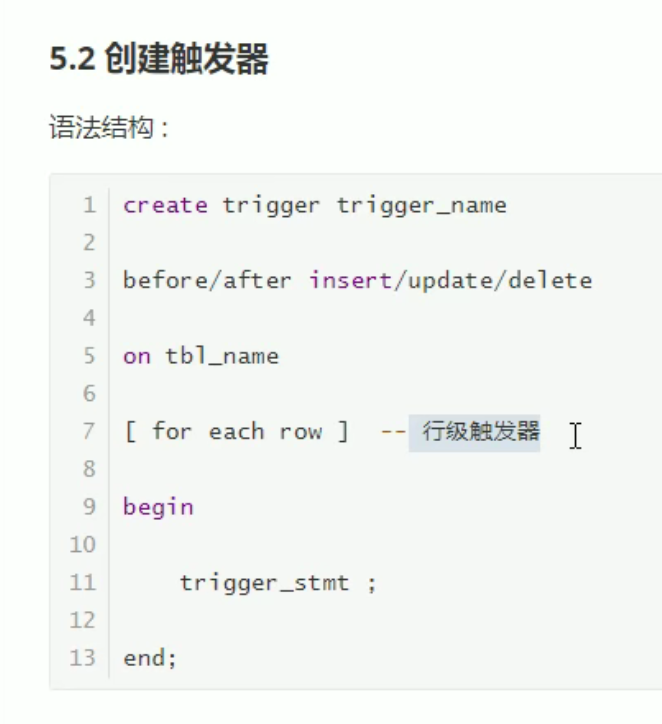 5.2 创建触发器
语法结构 :
1 create trigger trigger_name
2
3 before/after insert/update/delete
4
5 on tbl_name
6
7 [ for each row ]  -- 行级触发器
8
9 begin
10
11     trigger_stmt ;
12
13 end;